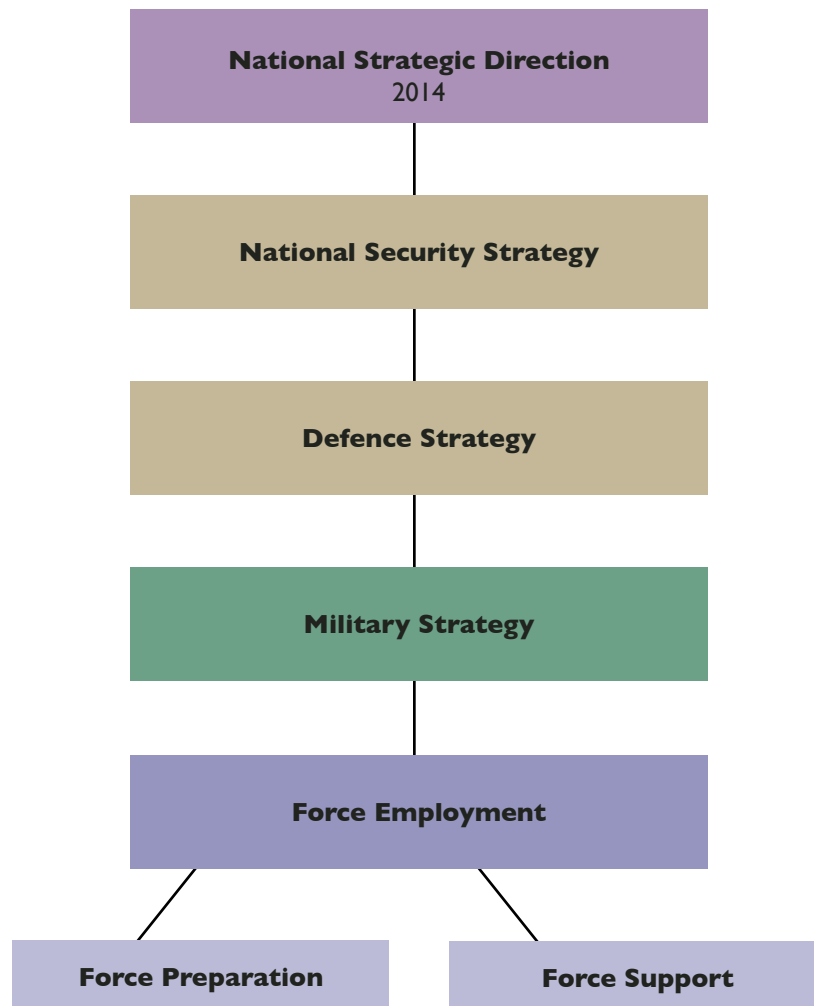 National Strategic Direction
2014
National Security Strategy
Defence Strategy
Military Strategy
Force Employment
Force Preparation
Force Support